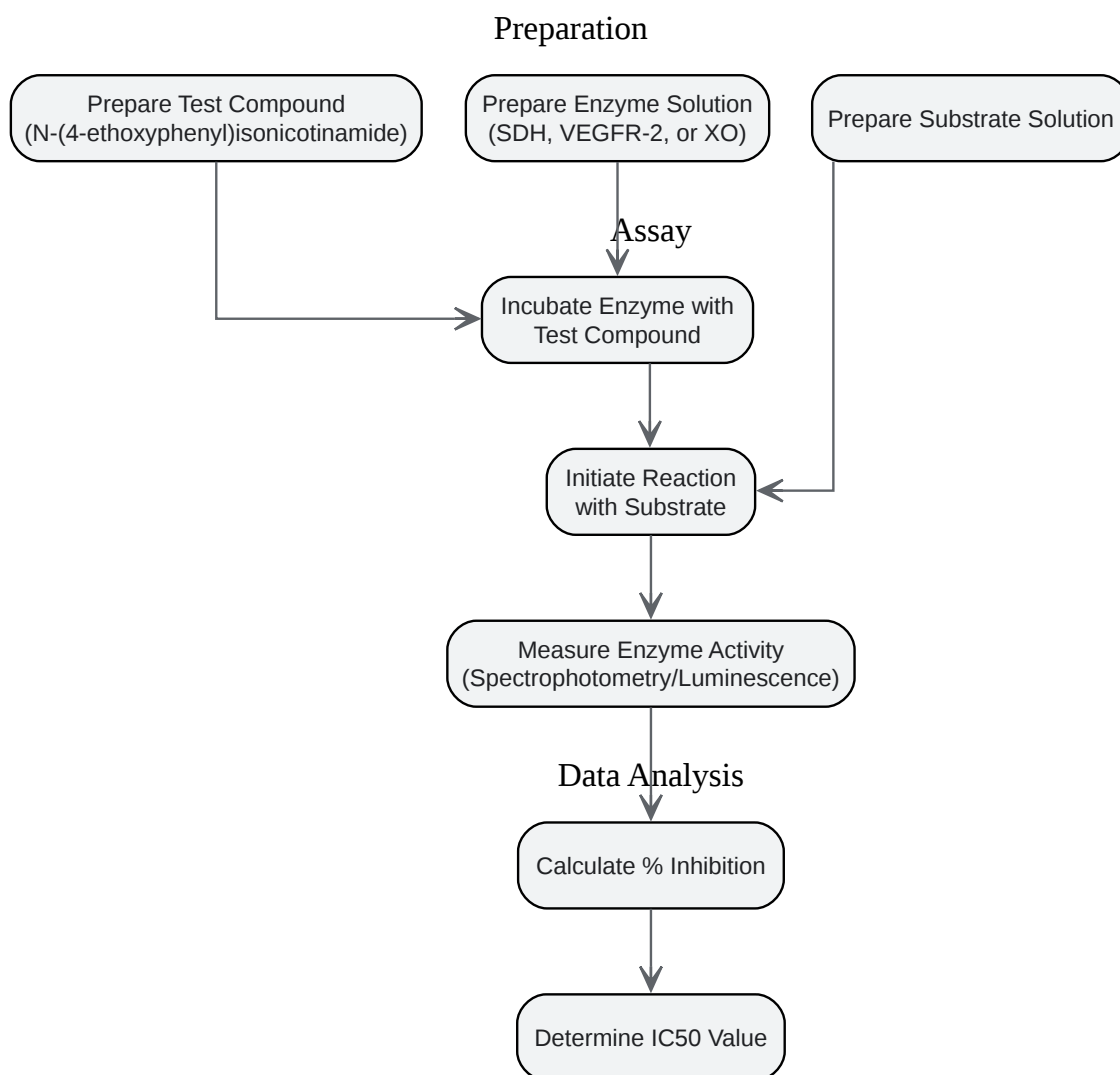 Preparation
Prepare Test Compound
(N-(4-ethoxyphenyl)isonicotinamide)
Prepare Enzyme Solution
(SDH, VEGFR-2, or XO)
Prepare Substrate Solution
Assay
Incubate Enzyme with
Test Compound
Initiate Reaction
with Substrate
Measure Enzyme Activity
(Spectrophotometry/Luminescence)
Data Analysis
Calculate % Inhibition
Determine IC50 Value